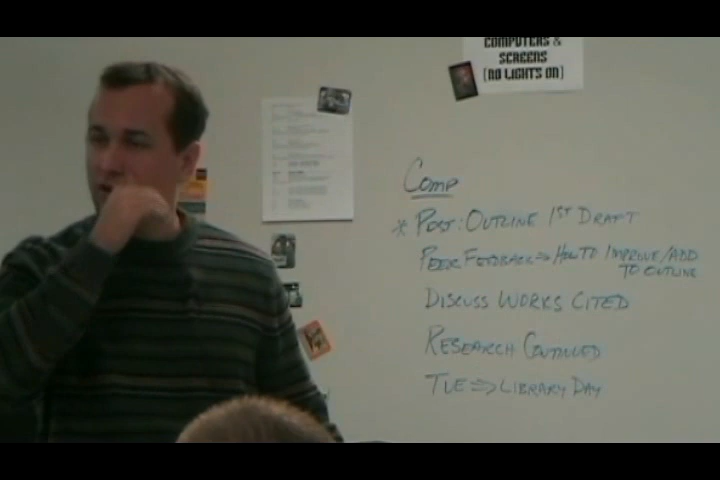 COMPUTERS &
SCREENS
(NO LIGHTS ON)
COMP
* POST: OUTLINE 1ST DRAFT
PEER FEEDBACK ⇒ HOW TO IMPROVE/ADD
TO OUTLINE
DISCUSS WORKS CITED
RESEARCH CONTINUED
TUE ⇒ LIBRARY DAY